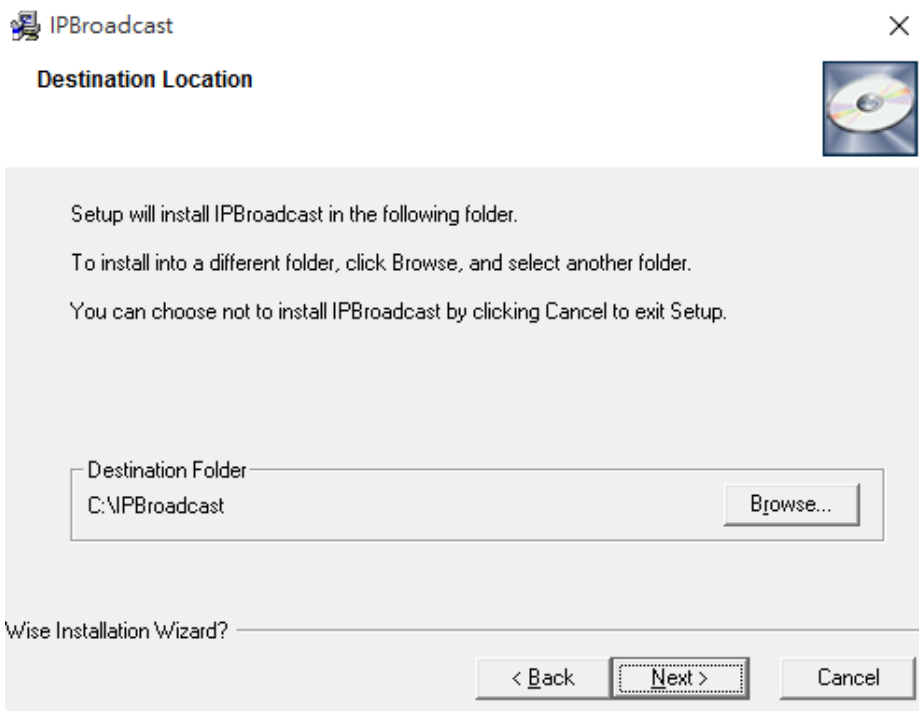 IPBroadcast
Destination Location
Setup will install IPBroadcast in the following folder.
To install into a different folder, click Browse, and select another folder.
You can choose not to install IPBroadcast by clicking Cancel to exit Setup.
Destination Folder
C:\IPBroadcast
Browse...
Wise Installation Wizard?
< Back
Next >
Cancel